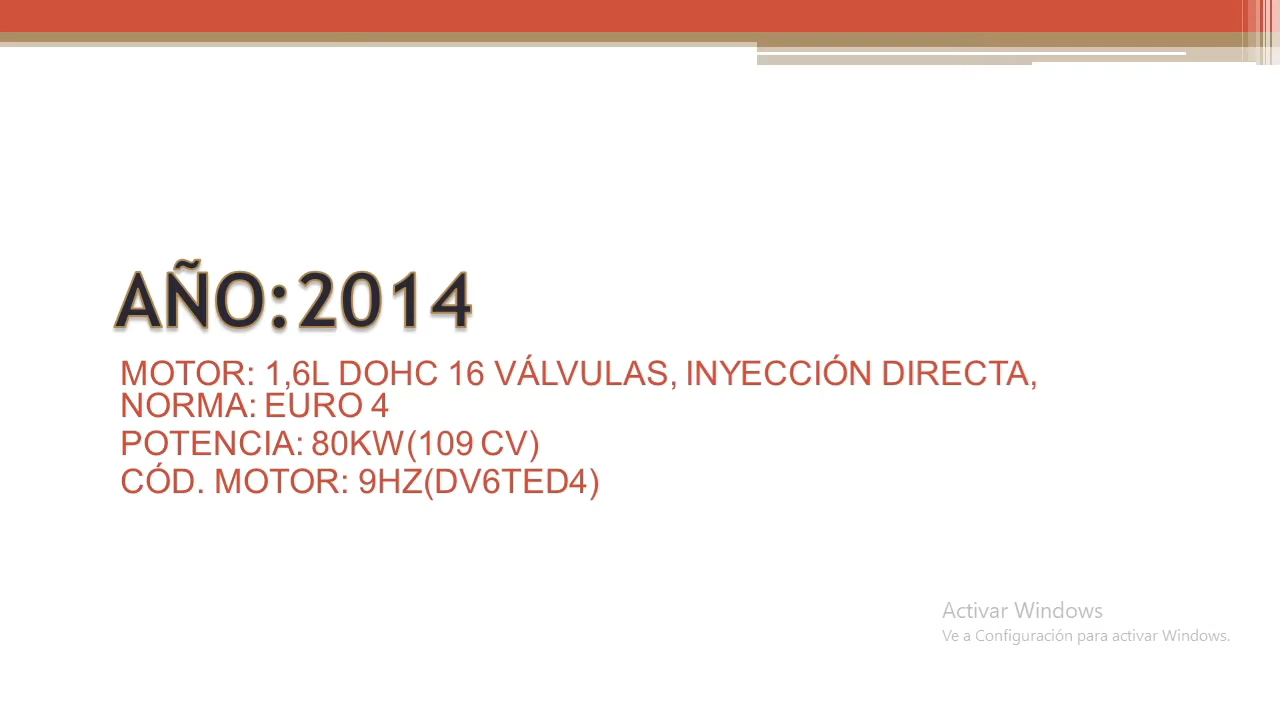 AÑO:2014
MOTOR: 1,6L DOHC 16 VÁLVULAS, INYECCIÓN DIRECTA,
NORMA: EURO 4
POTENCIA: 80KW(109 CV)
CÓD. MOTOR: 9HZ(DV6TED4)
Activar Windows
Ve a Configuración para activar Windows.